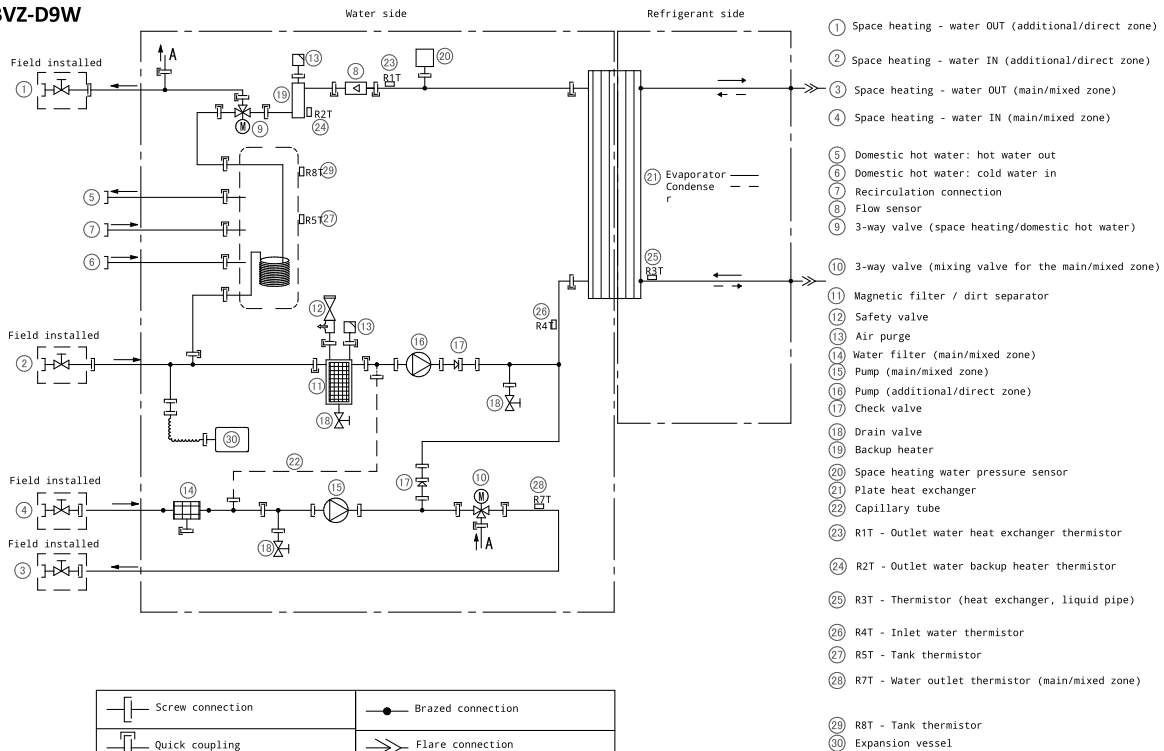 BVZ-D9W
Water side
Refrigerant side
Field installed
1
A
M
9
19
13
R2T
24
8
23
R1T
20
R8T 29
R5T 27
5
7
6
21 Evaporator
Condense
r
25
R3T
26
R4T
Field installed
2
12
13
11
18
16
17
18
30
22
Field installed
4
14
18
15
17
10
M
A
28
R7T
Field installed
3
1 Space heating - water OUT (additional/direct zone)
2 Space heating - water IN (additional/direct zone)
3 Space heating - water OUT (main/mixed zone)
4 Space heating - water IN (main/mixed zone)
5 Domestic hot water: hot water out
6 Domestic hot water: cold water in
7 Recirculation connection
8 Flow sensor
9 3-way valve (space heating/domestic hot water)
10 3-way valve (mixing valve for the main/mixed zone)
11 Magnetic filter / dirt separator
12 Safety valve
13 Air purge
14 Water filter (main/mixed zone)
15 Pump (main/mixed zone)
16 Pump (additional/direct zone)
17 Check valve
18 Drain valve
19 Backup heater
20 Space heating water pressure sensor
21 Plate heat exchanger
22 Capillary tube
23 R1T - Outlet water heat exchanger thermistor
24 R2T - Outlet water backup heater thermistor
25 R3T - Thermistor (heat exchanger, liquid pipe)
26 R4T - Inlet water thermistor
27 R5T - Tank thermistor
28 R7T - Water outlet thermistor (main/mixed zone)
29 R8T - Tank thermistor
30 Expansion vessel
Screw connection
Brazed connection
Quick coupling
Flare connection